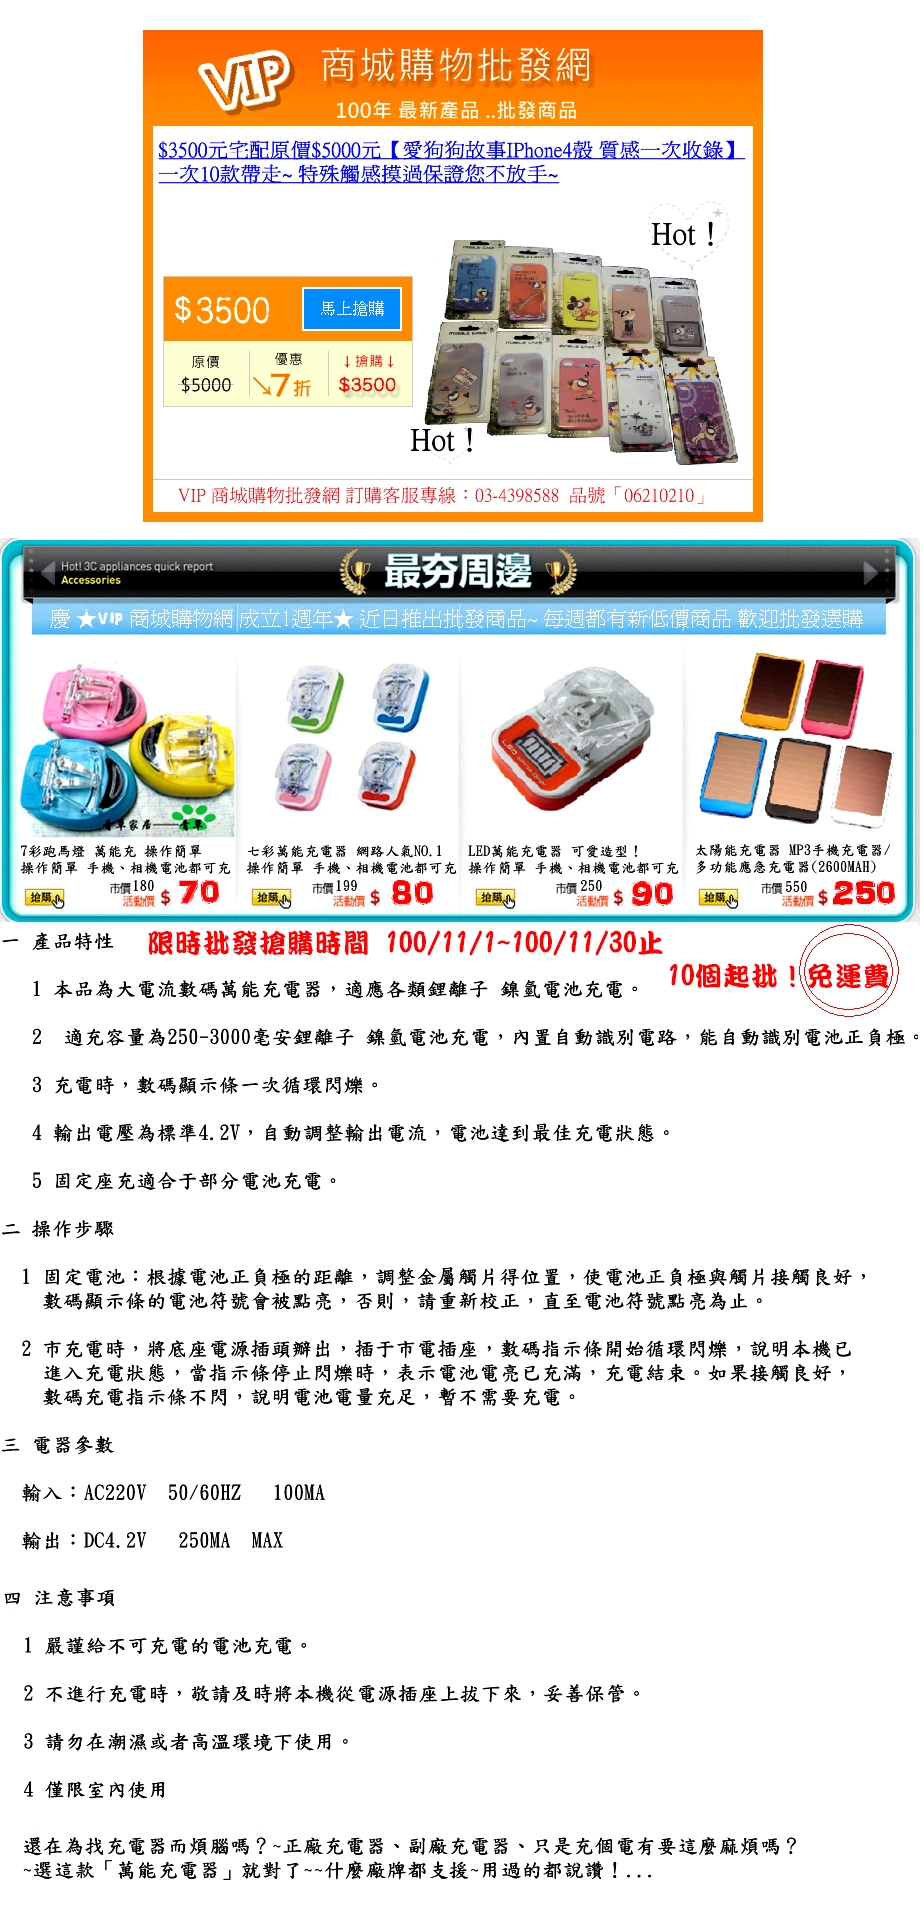 VIP 商城購物批發網
100年 最新產品 ..批發商品
$3500元宅配原價$5000元【愛狗狗故事IPhone4殼 質感一次收錄】
一次10款帶走~ 特殊觸感摸過保證您不放手~
Hot！
$3500 馬上搶購
原價 優惠 ↓搶購↓
$5000 ↘7折 $3500
Hot！
VIP 商城購物批發網 訂購客服專線：03-4398588 品號「06210210」
Hot! 3C appliances quick report
Accessories
最夯周邊
慶 ★VIP 商城購物網 成立1週年★ 近日推出批發商品~ 每週都有新低價商品 歡迎批發選購
青草家居——青草
7彩跑馬燈 萬能充 操作簡單
操作簡單 手機、相機電池都可充
市價180
搶購 活動價 $ 70
七彩萬能充電器 網路人氣NO.1
操作簡單 手機、相機電池都可充
市價199
搶購 活動價 $ 80
LED萬能充電器 可愛造型！
操作簡單 手機、相機電池都可充
市價250
搶購 活動價 $ 90
太陽能充電器 MP3手機充電器/
多功能應急充電器(2600MAH)
市價550
搶購 活動價 $ 250
一 產品特性
限時批發搶購時間 100/11/1~100/11/30止
10個起批！免運費
1 本品為大電流數碼萬能充電器，適應各類鋰離子 鎳氫電池充電。
2 適充容量為250-3000毫安鋰離子 鎳氫電池充電，內置自動識別電路，能自動識別電池正負極。
3 充電時，數碼顯示條一次循環閃爍。
4 輸出電壓為標準4.2V，自動調整輸出電流，電池達到最佳充電狀態。
5 固定座充適合于部分電池充電。
二 操作步驟
1 固定電池：根據電池正負極的距離，調整金屬觸片得位置，使電池正負極與觸片接觸良好，
數碼顯示條的電池符號會被點亮，否則，請重新校正，直至電池符號點亮為止。
2 市充電時，將底座電源插頭辦出，插于市電插座，數碼指示條開始循環閃爍，說明本機已
進入充電狀態，當指示條停止閃爍時，表示電池電亮已充滿，充電結束。如果接觸良好，
數碼充電指示條不閃，說明電池電量充足，暫不需要充電。
三 電器參數
輸入：AC220V 50/60HZ 100MA
輸出：DC4.2V 250MA MAX
四 注意事項
1 嚴謹給不可充電的電池充電。
2 不進行充電時，敬請及時將本機從電源插座上拔下來，妥善保管。
3 請勿在潮濕或者高溫環境下使用。
4 僅限室內使用
還在為找充電器而煩腦嗎？~正廠充電器、副廠充電器、只是充個電有要這麼麻煩嗎？
~選這款「萬能充電器」就對了~~什麼廠牌都支援~用過的都說讚！...